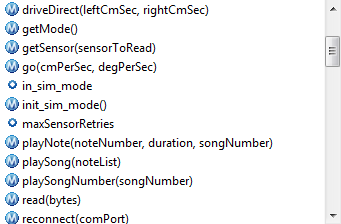 driveDirect(leftCmSec, rightCmSec)
getMode()
getSensor(sensorToRead)
go(cmPerSec, degPerSec)
in_sim_mode
init_sim_mode()
maxSensorRetries
playNote(noteNumber, duration, songNumber)
playSong(noteList)
playSongNumber(songNumber)
read(bytes)
reconnect(comPort)